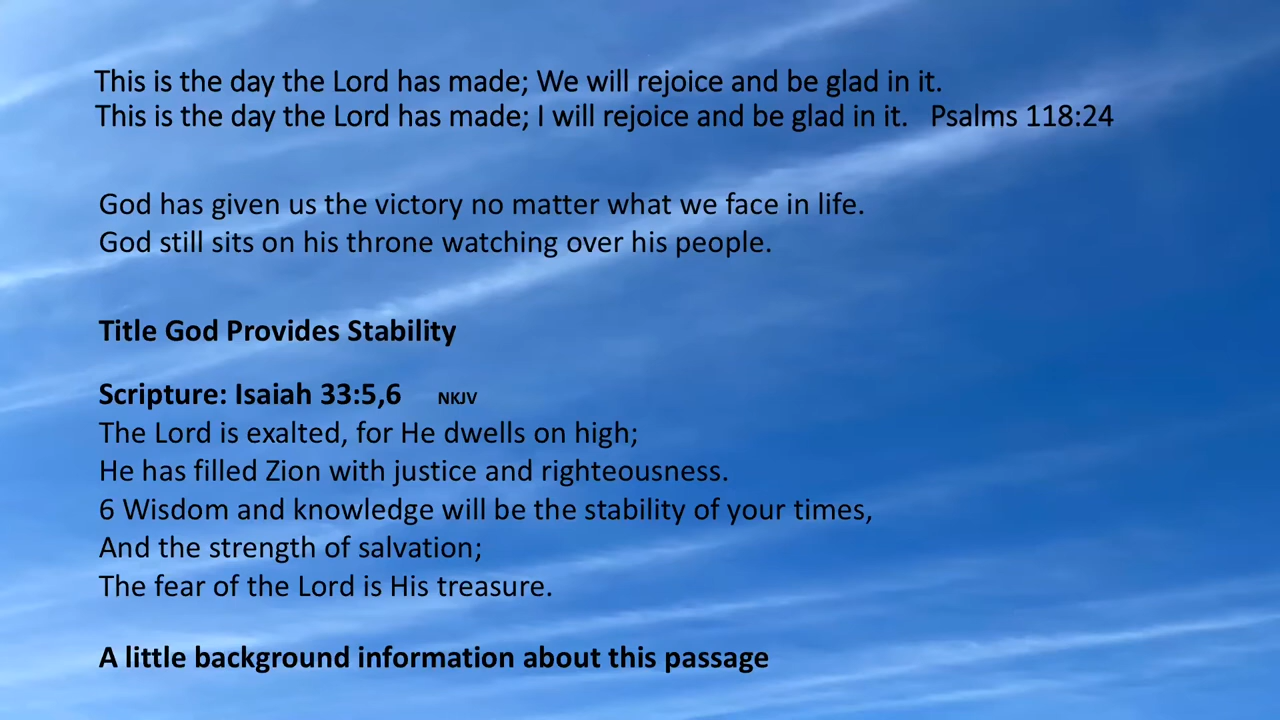 This is the day the Lord has made; We will rejoice and be glad in it.
This is the day the Lord has made; I will rejoice and be glad in it. Psalms 118:24
God has given us the victory no matter what we face in life.
God still sits on his throne watching over his people.
Title God Provides Stability
Scripture: Isaiah 33:5,6 NKJV
The Lord is exalted, for He dwells on high;
He has filled Zion with justice and righteousness.
6 Wisdom and knowledge will be the stability of your times,
And the strength of salvation;
The fear of the Lord is His treasure.
A little background information about this passage